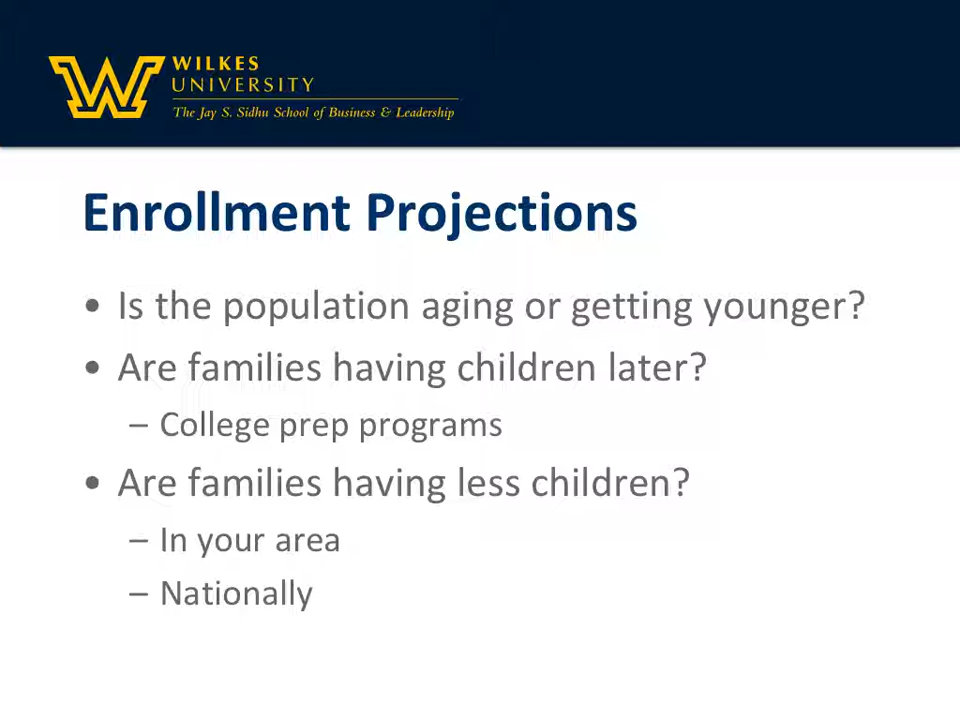 W WILKES
UNIVERSITY
The Jay S. Sidhu School of Business & Leadership
Enrollment Projections
• Is the population aging or getting younger?
• Are families having children later?
– College prep programs
• Are families having less children?
– In your area
– Nationally